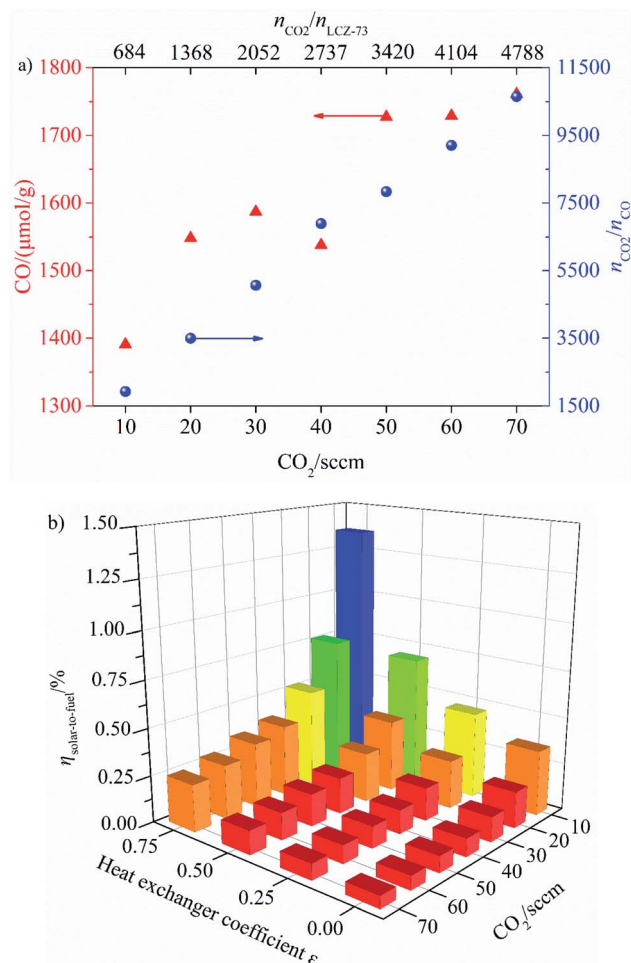 n_CO2/n_LCZ-73
684 1368 2052 2737 3420 4104 4788
a)
1800 11500
1700 9500
1600 7500
1500 5500
1400 3500
1300 1500
CO/(μmol/g)
n_CO2/n_CO
10 20 30 40 50 60 70
CO₂/sccm
b)
1.50
1.25
1.00
0.75
0.50
0.25
0.00
η_solar-to-fuel/%
0.75
0.50
0.25
0.00
Heat exchanger coefficient ε
10
20
30
40
50
60
70
CO₂/sccm